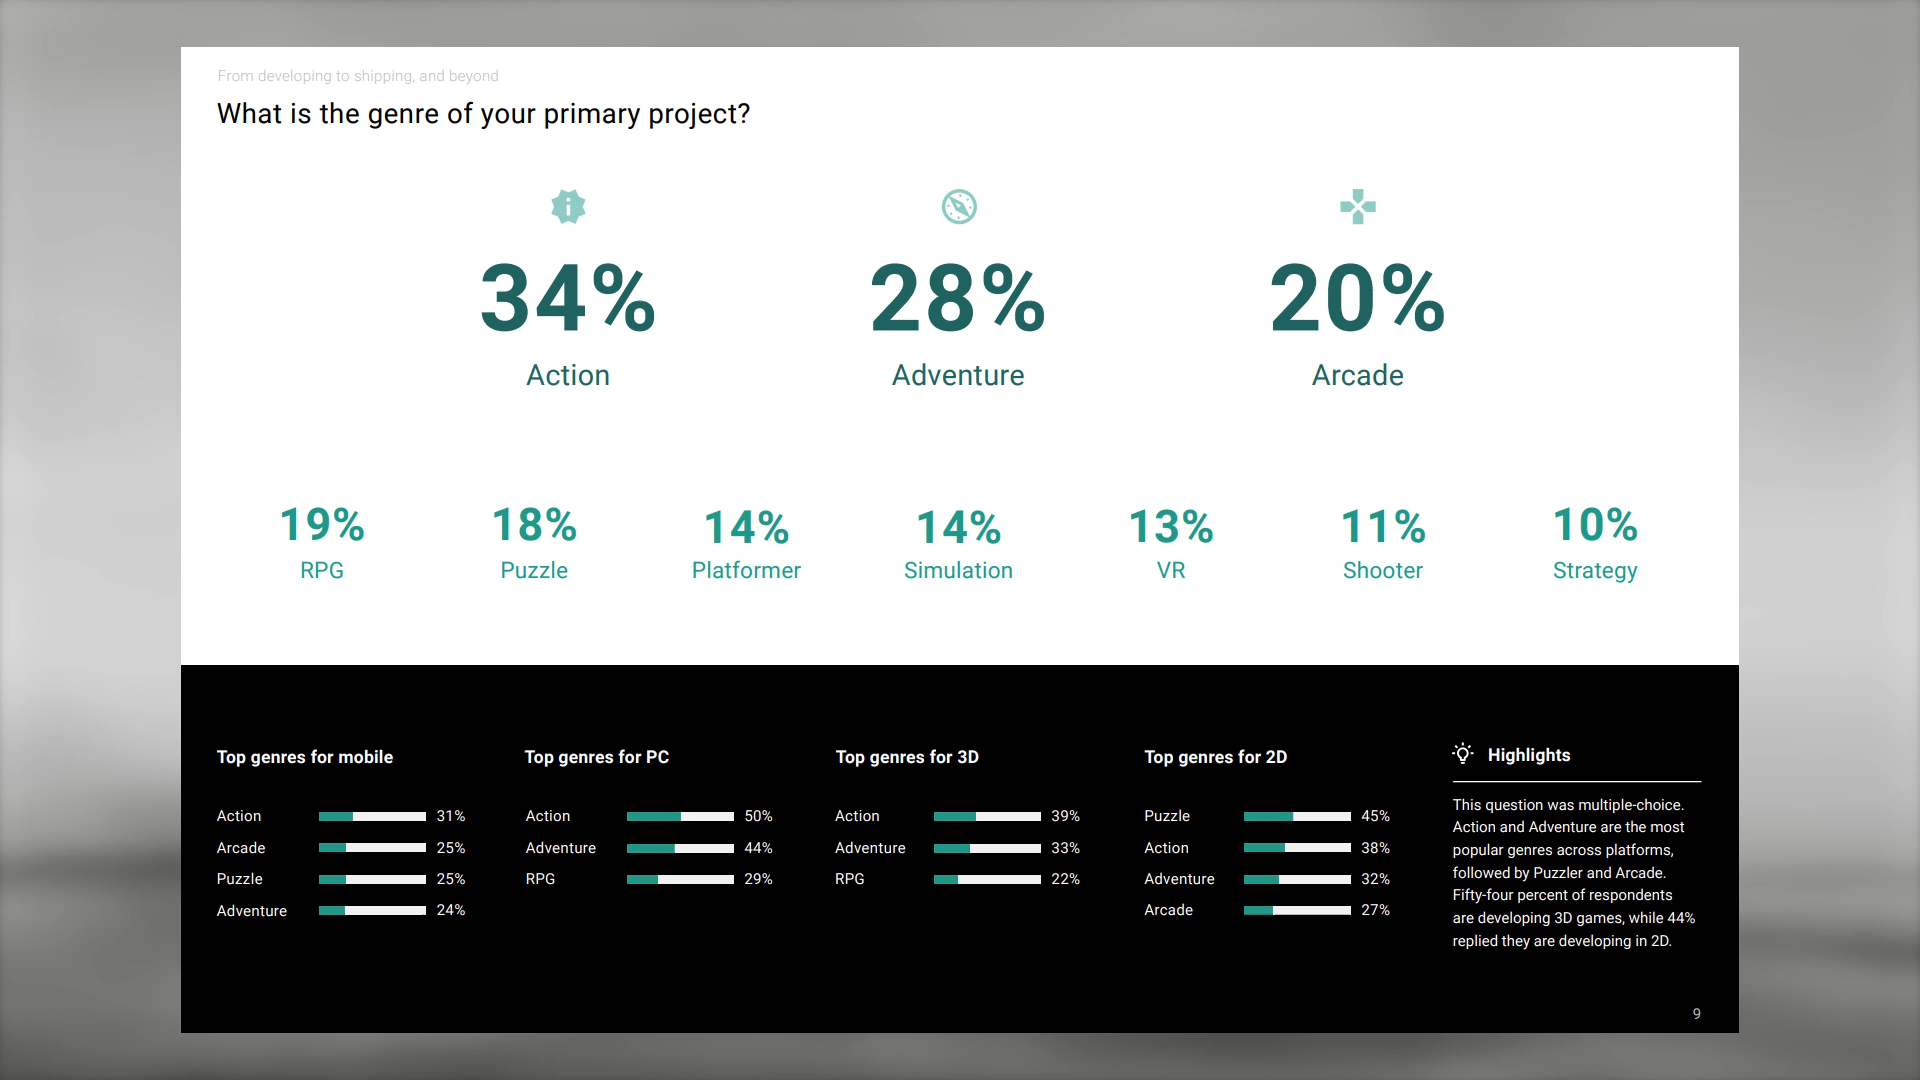 From developing to shipping, and beyond
What is the genre of your primary project?
34%
Action
28%
Adventure
20%
Arcade
19%
RPG
18%
Puzzle
14%
Platformer
14%
Simulation
13%
VR
11%
Shooter
10%
Strategy
Top genres for mobile
Action 31%
Arcade 25%
Puzzle 25%
Adventure 24%
Top genres for PC
Action 50%
Adventure 44%
RPG 29%
Top genres for 3D
Action 39%
Adventure 33%
RPG 22%
Top genres for 2D
Puzzle 45%
Action 38%
Adventure 32%
Arcade 27%
Highlights
This question was multiple-choice.
Action and Adventure are the most
popular genres across platforms,
followed by Puzzler and Arcade.
Fifty-four percent of respondents
are developing 3D games, while 44%
replied they are developing in 2D.
9